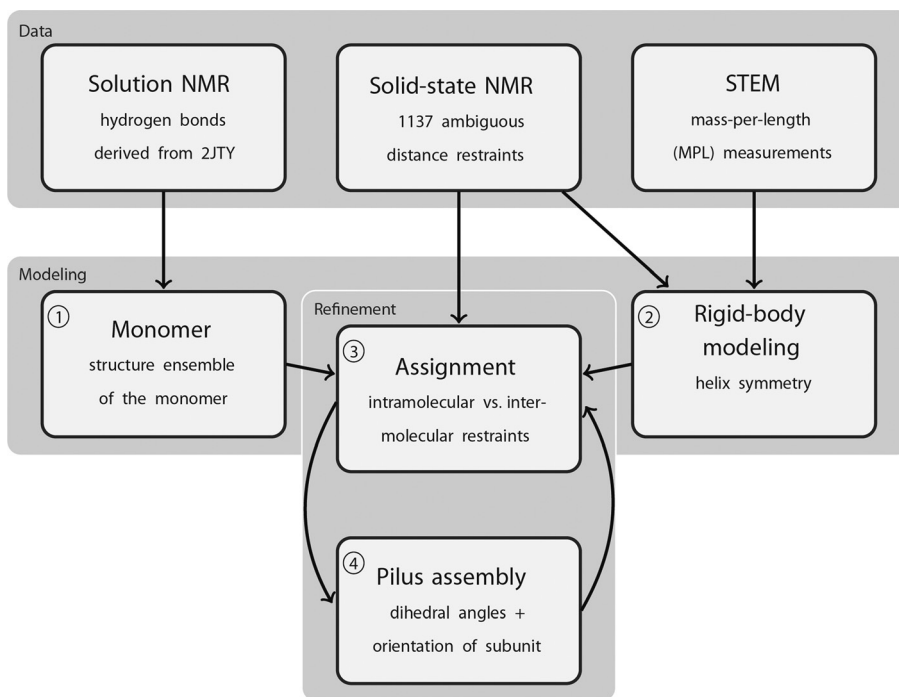 Data
Solution NMR
hydrogen bonds
derived from 2JTY
Solid-state NMR
1137 ambiguous
distance restraints
STEM
mass-per-length
(MPL) measurements
Modeling
1
Monomer
structure ensemble
of the monomer
Refinement
3
Assignment
intramolecular vs. inter-
molecular restraints
2
Rigid-body
modeling
helix symmetry
4
Pilus assembly
dihedral angles +
orientation of subunit